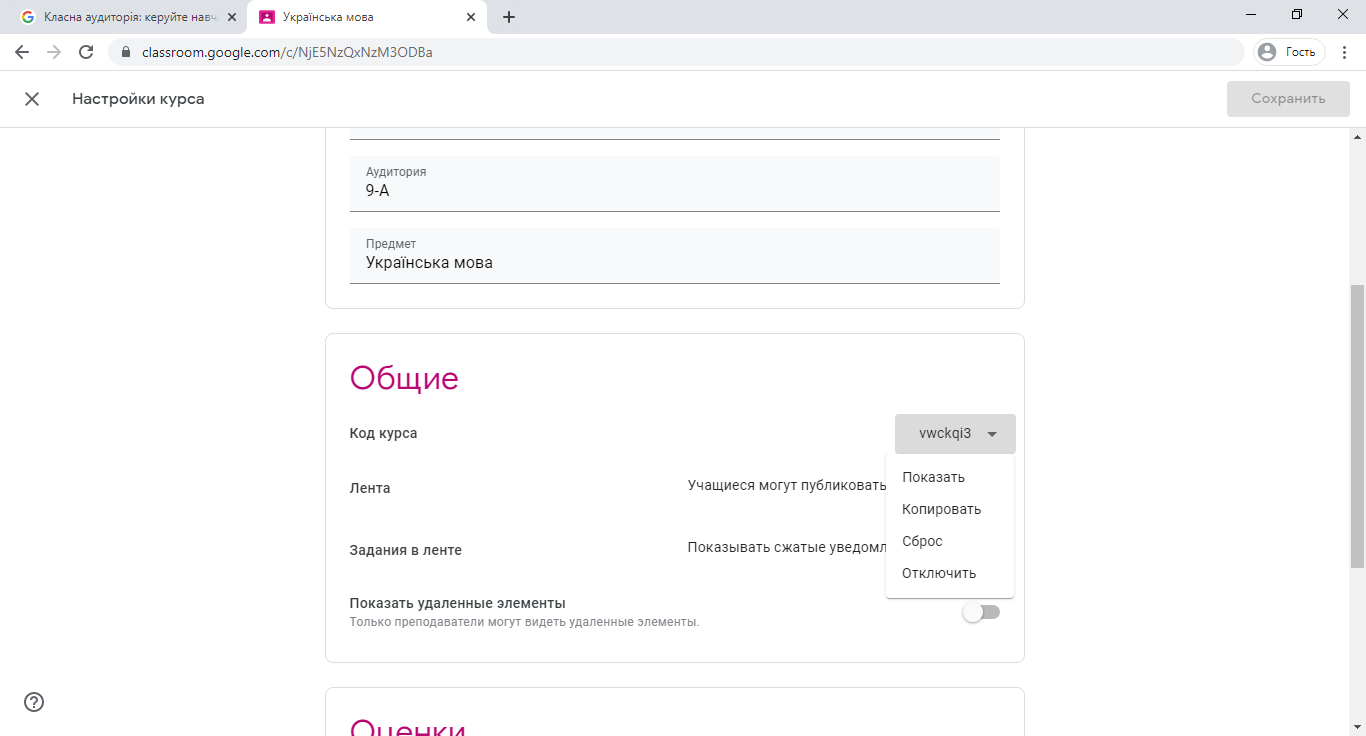 Класна аудиторія: керуйте навч
Українська мова
classroom.google.com/c/NjE5NzQxNzM3ODBa
Гость
Настройки курса
Сохранить
Аудитория
9-А
Предмет
Українська мова
Общие
Код курса
vwckqi3
Показать
Лента
Учащиеся могут публиковать
Копировать
Сброс
Задания в ленте
Показывать сжатые уведомл
Отключить
Показать удаленные элементы
Только преподаватели могут видеть удаленные элементы.
Оценки